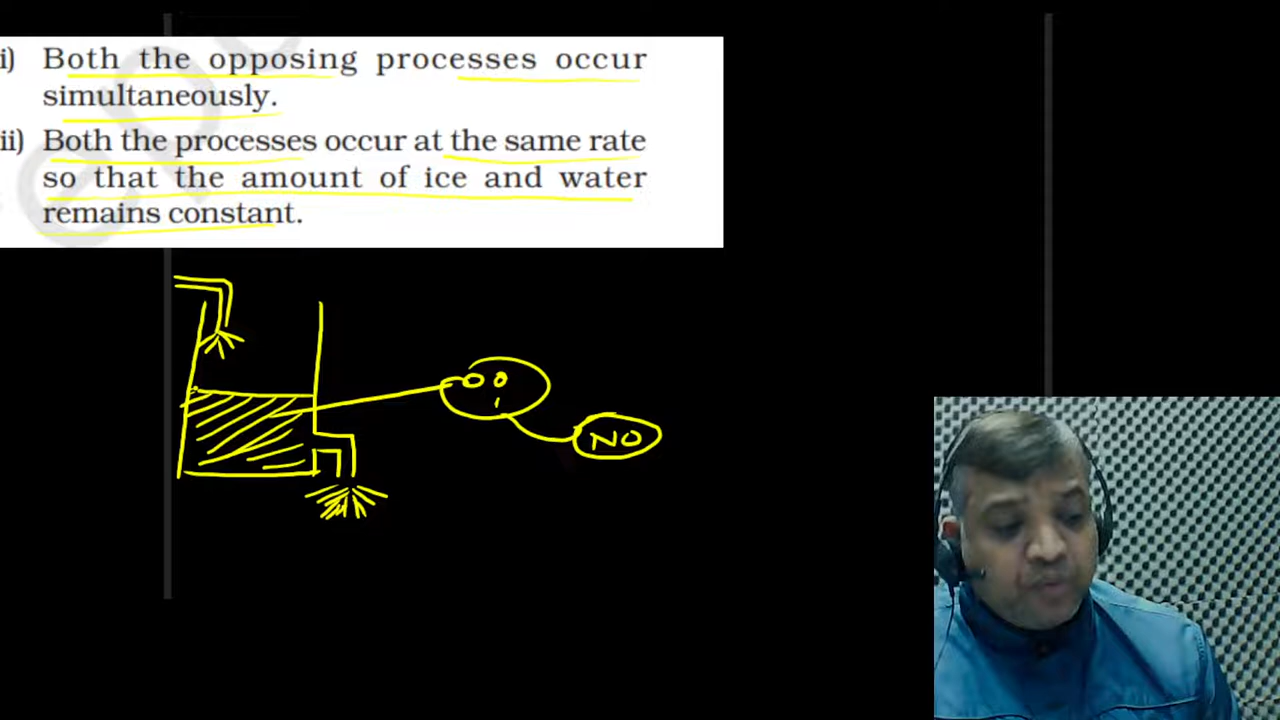 i) Both the opposing processes occur
simultaneously.
ii) Both the processes occur at the same rate
so that the amount of ice and water
remains constant.
NO